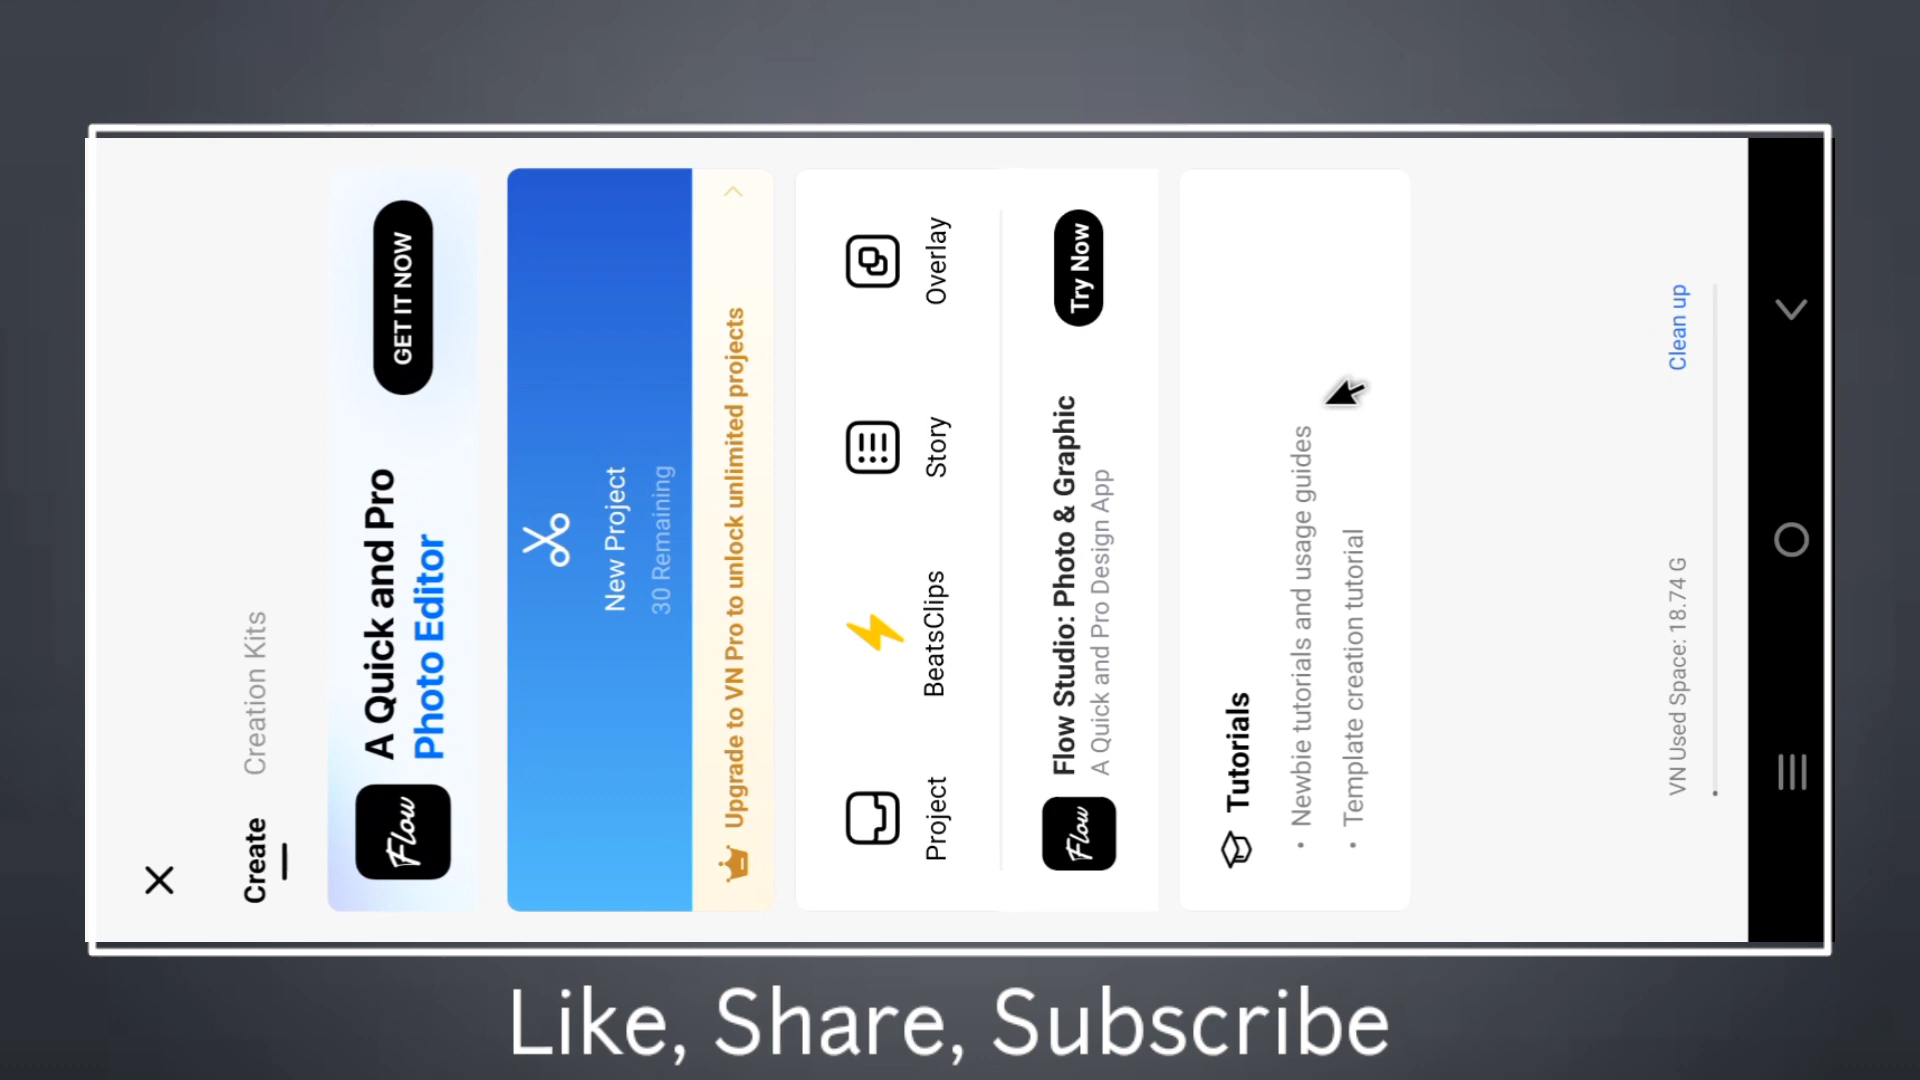 Create Creation Kits
Flow
A Quick and Pro
Photo Editor
GET IT NOW
New Project
30 Remaining
Upgrade to VN Pro to unlock unlimited projects
Project BeatsClips Story Overlay
Flow
Flow Studio: Photo & Graphic
A Quick and Pro Design App
Try Now
Tutorials
• Newbie tutorials and usage guides
• Template creation tutorial
VN Used Space: 18.74 G Clean up
Like, Share, Subscribe